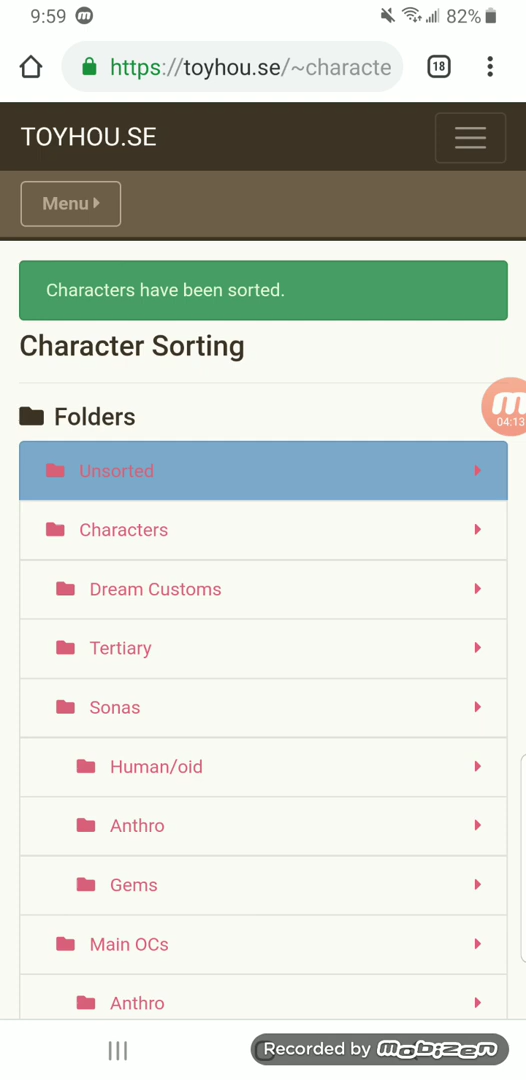 9:59
82%
https://toyhou.se/~characte
18
TOYHOU.SE
Menu
Characters have been sorted.
Character Sorting
04:13
Folders
Unsorted
Characters
Dream Customs
Tertiary
Sonas
Human/oid
Anthro
Gems
Main OCs
Anthro
Recorded by mobizen